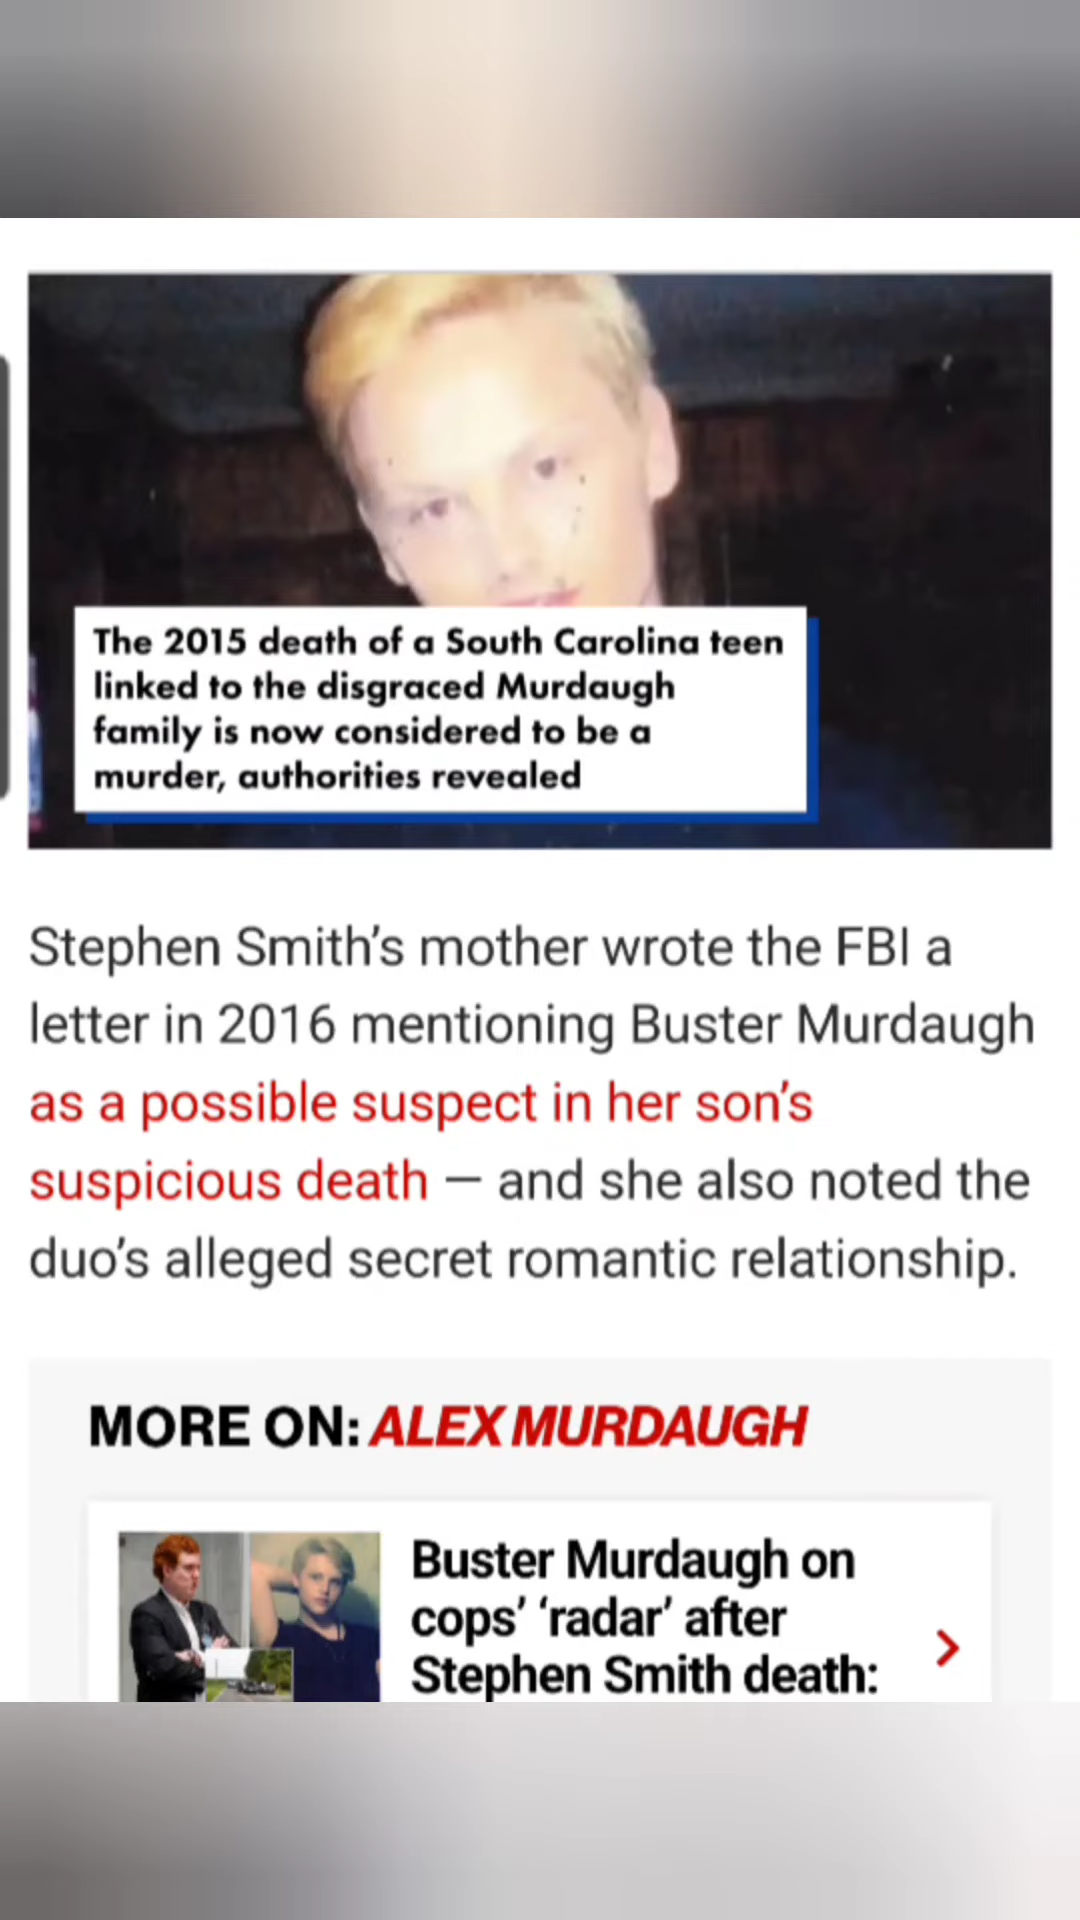 The 2015 death of a South Carolina teen
linked to the disgraced Murdaugh
family is now considered to be a
murder, authorities revealed
Stephen Smith’s mother wrote the FBI a
letter in 2016 mentioning Buster Murdaugh
as a possible suspect in her son’s
suspicious death — and she also noted the
duo’s alleged secret romantic relationship.
MORE ON: ALEX MURDAUGH
Buster Murdaugh on
cops’ ‘radar’ after
Stephen Smith death: